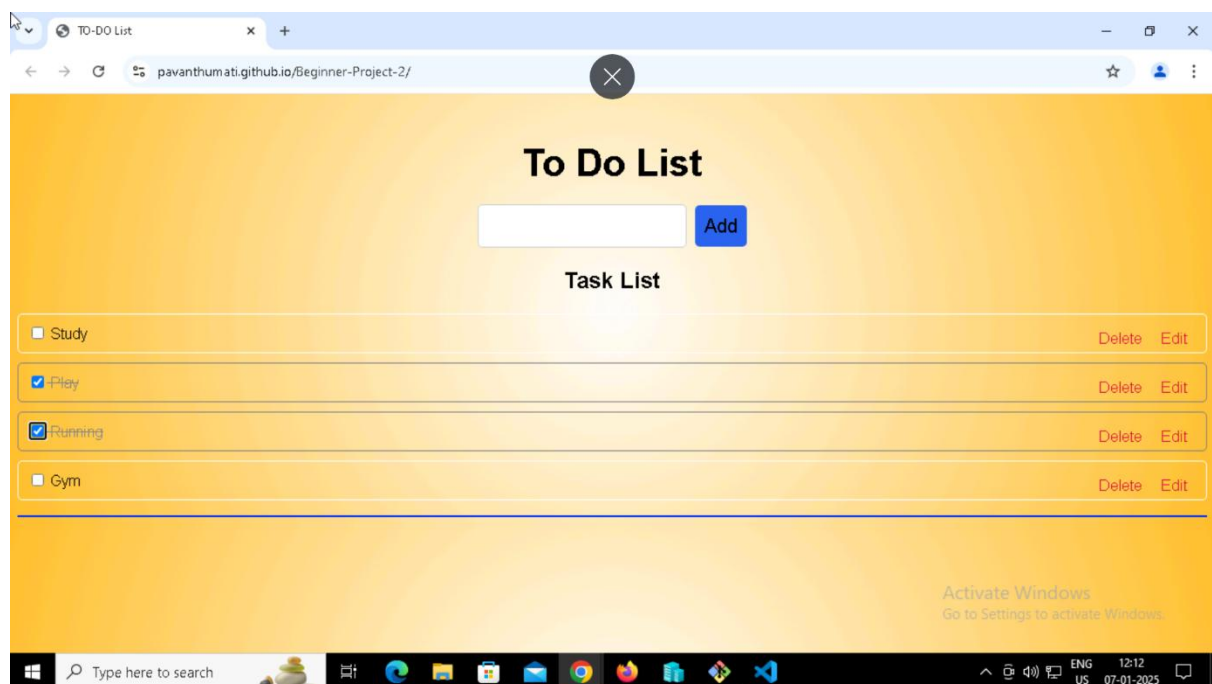 TO-DO List
pavanthumati.github.io/Beginner-Project-2/
To Do List
Add
Task List
Study
Delete Edit
Play
Delete Edit
Running
Delete Edit
Gym
Delete Edit
Activate Windows
Go to Settings to activate Windows.
Type here to search
ENG
US
12:12
07-01-2025